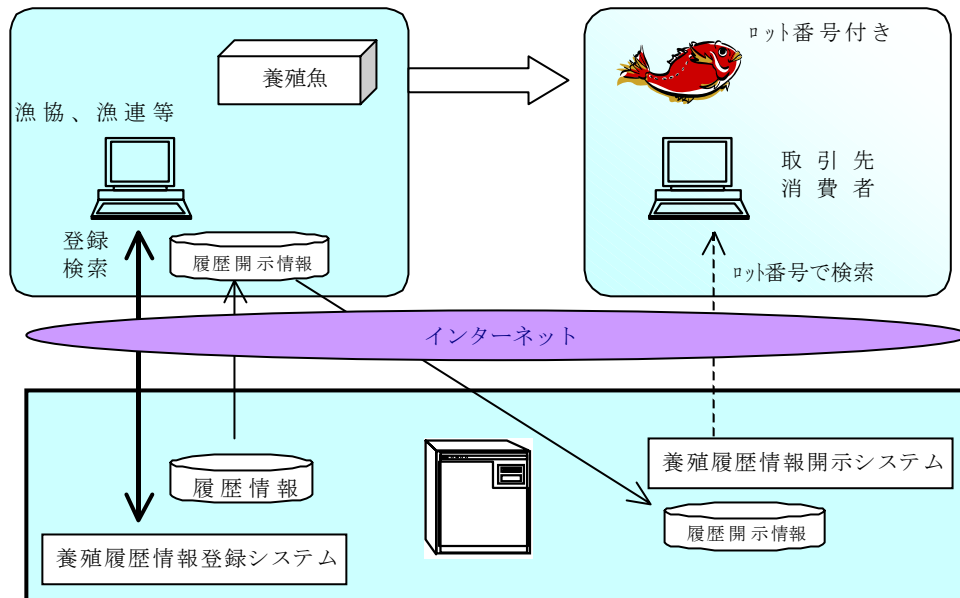 養殖魚
漁協、漁連等
登録
検索
履歴開示情報
ロット番号付き
取引先
消費者
ロット番号で検索
インターネット
履歴情報
養殖履歴情報登録システム
養殖履歴情報開示システム
履歴開示情報